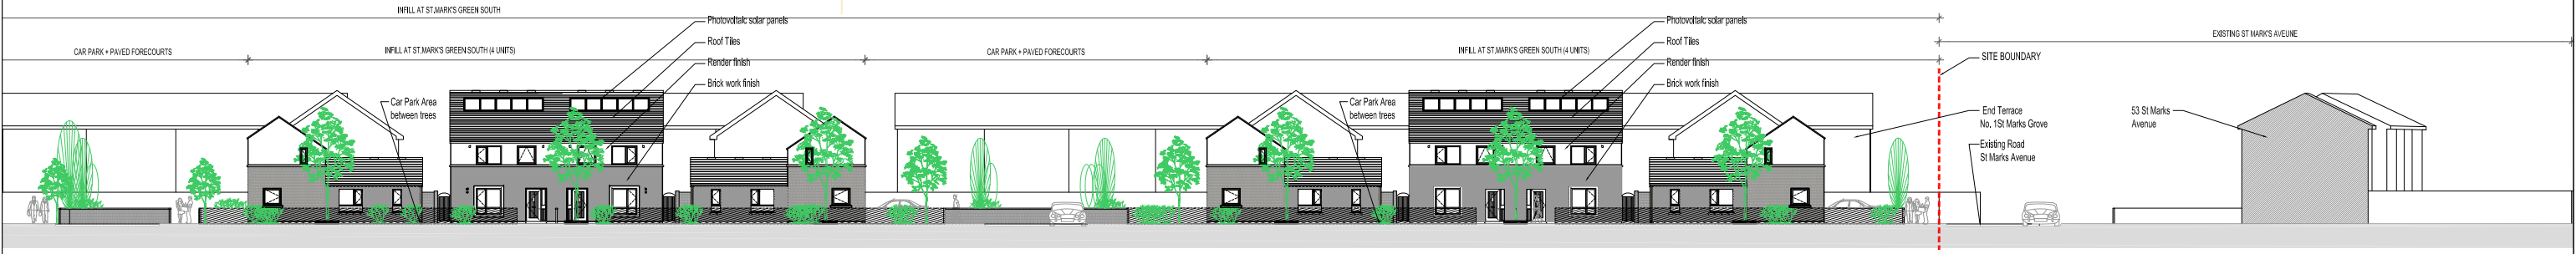 INFILL AT ST.MARK'S GREEN SOUTH
CAR PARK + PAVED FORECOURTS
INFILL AT ST.MARK'S GREEN SOUTH (4 UNITS)
Photovoltaic solar panels
Roof Tiles
Render finish
Brick work finish
Car Park Area
between trees
CAR PARK + PAVED FORECOURTS
INFILL AT ST.MARK'S GREEN SOUTH (4 UNITS)
Photovoltaic solar panels
Roof Tiles
Render finish
Brick work finish
Car Park Area
between trees
EXISTING ST MARK'S AVEUNE
SITE BOUNDARY
End Terrace
No. 1St Marks Grove
Existing Road
St Marks Avenue
53 St Marks
Avenue